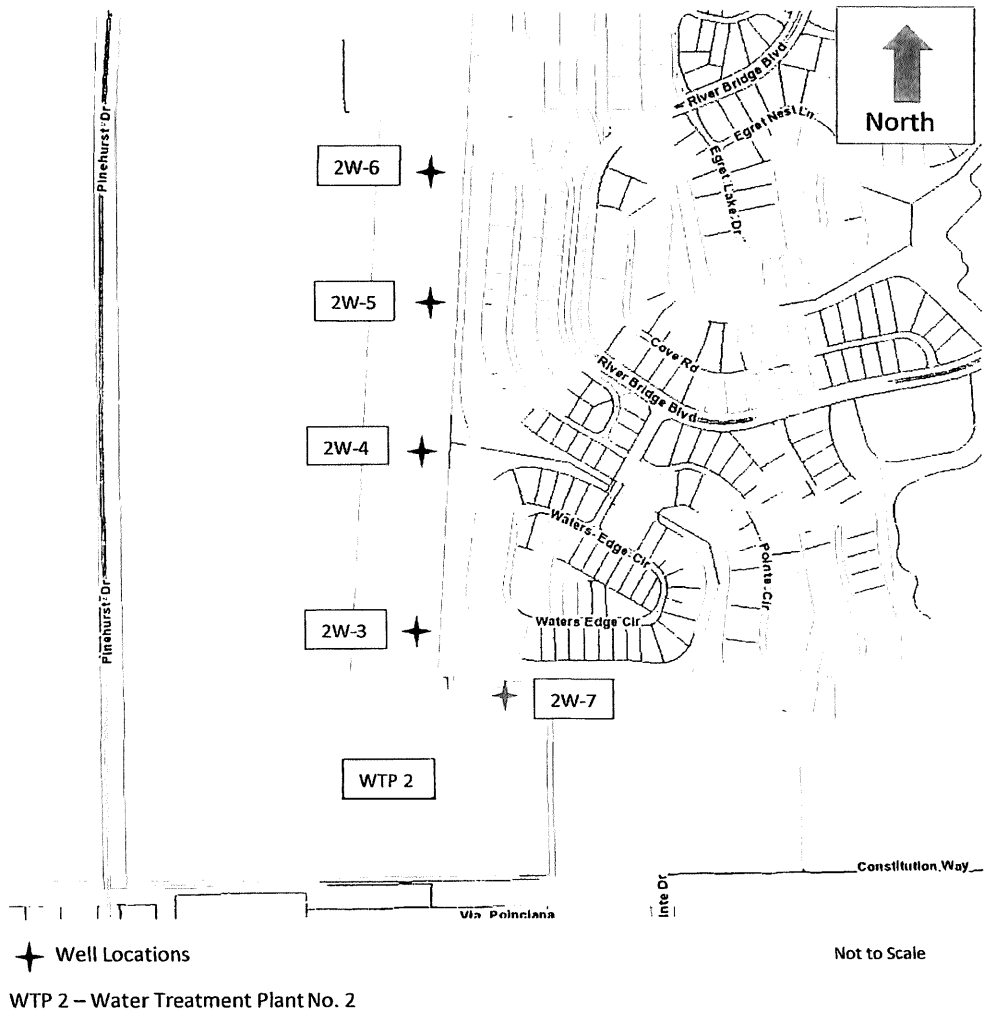 Pinehurst Dr
River Bridge Blvd
North
Egret Nest Ln
2W-6
Egret Lake Dr
2W-5
Cove Rd
River Bridge Blvd
2W-4
Waters Edge Cir
Pointe Cir
Pinehurst Dr
2W-3
Waters Edge Cir
2W-7
WTP 2
Constitution Way
inte Dr
Via Poinciana
Well Locations
Not to Scale
WTP 2 – Water Treatment Plant No. 2